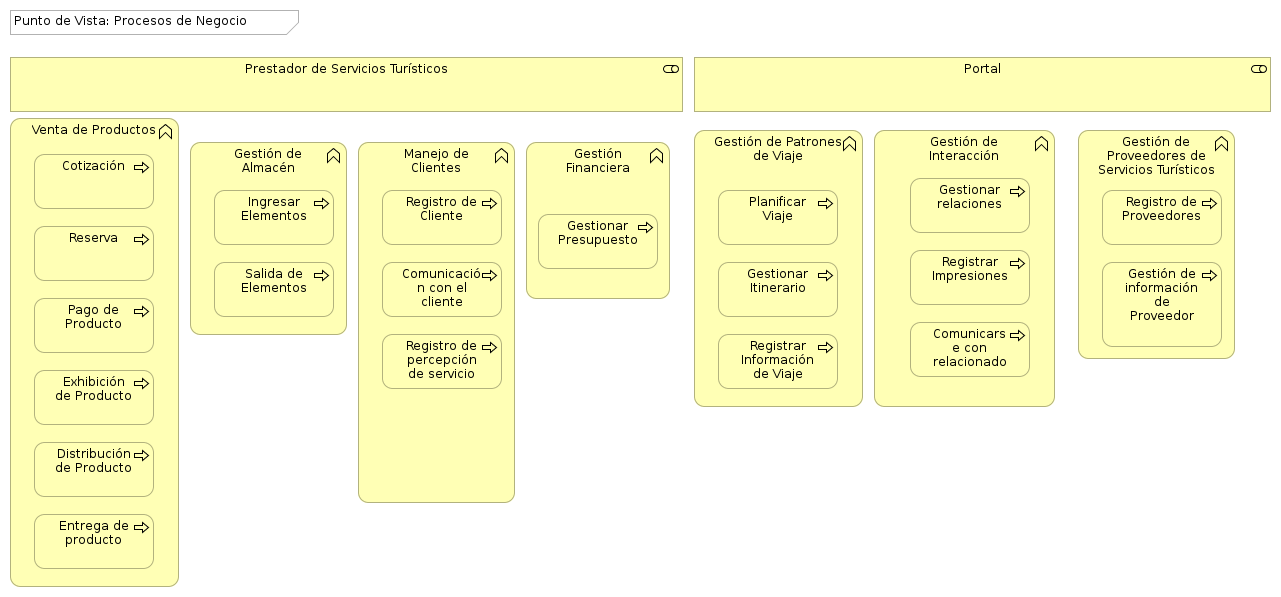 Punto de Vista: Procesos de Negocio
Prestador de Servicios Turísticos
Portal
Venta de Productos
Cotización
Reserva
Pago de
Producto
Exhibición
de Producto
Distribución
de Producto
Entrega de
producto
Gestión de
Almacén
Ingresar
Elementos
Salida de
Elementos
Manejo de
Clientes
Registro de
Cliente
Comunicació
n con el
cliente
Registro de
percepción
de servicio
Gestión
Financiera
Gestionar
Presupuesto
Gestión de Patrones
de Viaje
Planificar
Viaje
Gestionar
Itinerario
Registrar
Información
de Viaje
Gestión de
Interacción
Gestionar
relaciones
Registrar
Impresiones
Comunicars
e con
relacionado
Gestión de
Proveedores de
Servicios Turísticos
Registro de
Proveedores
Gestión de
información
de
Proveedor